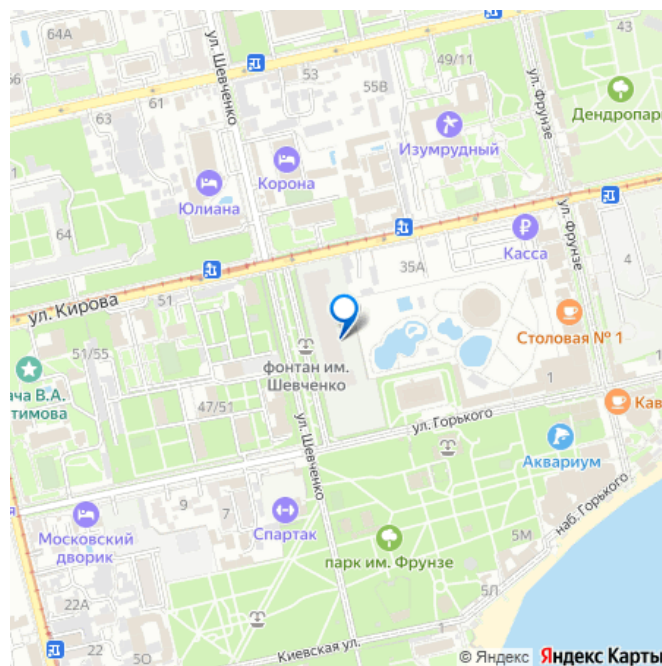 64А
ул. Шевченко
53
49/11
43
66
61
55В
ул. Фрунзе
63
Дендропарк
Изумрудный
Корона
Юлиана
ул. Фрунзе
64
Касса
4
35А
51
ул. Кирова
Столовая № 1
51/55
фонтан им.
Шевченко
1
47/51
ул. Горького
ул. Шевченко
Аквариум
9
7
Московский
дворик
Спартак
5М
наб. Горького
парк им. Фрунзе
22А
5Л
22
Киевская ул.
© Яндекс Яндекс Карты